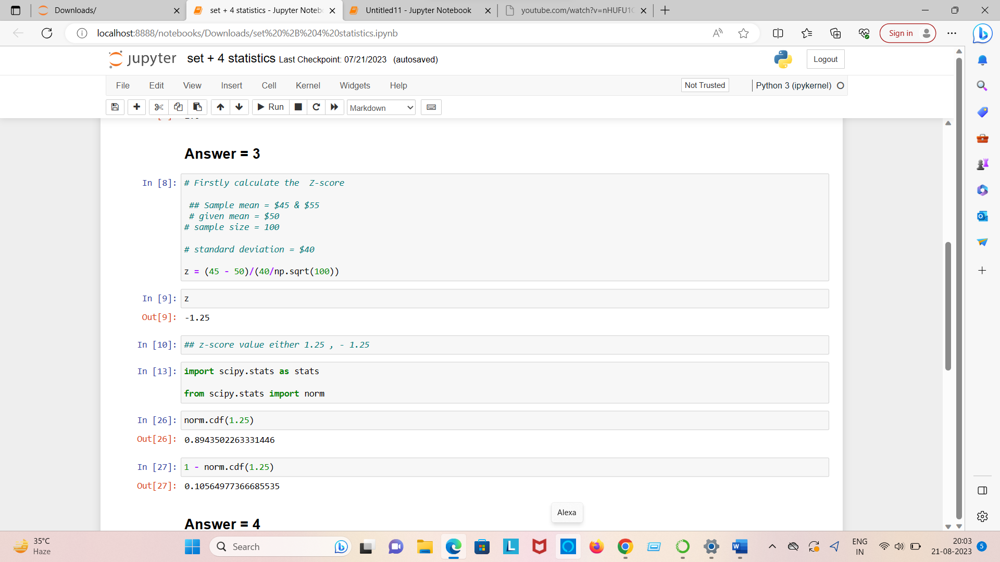 Downloads/
set + 4 statistics - Jupyter Noteb
Untitled11 - Jupyter Notebook
youtube.com/watch?v=nHUFU1C
localhost:8888/notebooks/Downloads/set%20%2B%204%20statistics.ipynb
Sign in
jupyter set + 4 statistics Last Checkpoint: 07/21/2023 (autosaved)
Logout
File Edit View Insert Cell Kernel Widgets Help
Not Trusted
Python 3 (ipykernel)
Run
Markdown
Answer = 3
In [8]: # Firstly calculate the  Z-score
## Sample mean = $45 & $55
# given mean = $50
# sample size = 100
# standard deviation = $40
z = (45 - 50)/(40/np.sqrt(100))
In [9]: z
Out[9]: -1.25
In [10]: ## z-score value either 1.25 , - 1.25
In [13]: import scipy.stats as stats
from scipy.stats import norm
In [26]: norm.cdf(1.25)
Out[26]: 0.8943502263331446
In [27]: 1 - norm.cdf(1.25)
Out[27]: 0.10564977366685535
Alexa
Answer = 4
35°C
Haze
Search
ENG
IN
20:03
21-08-2023
5